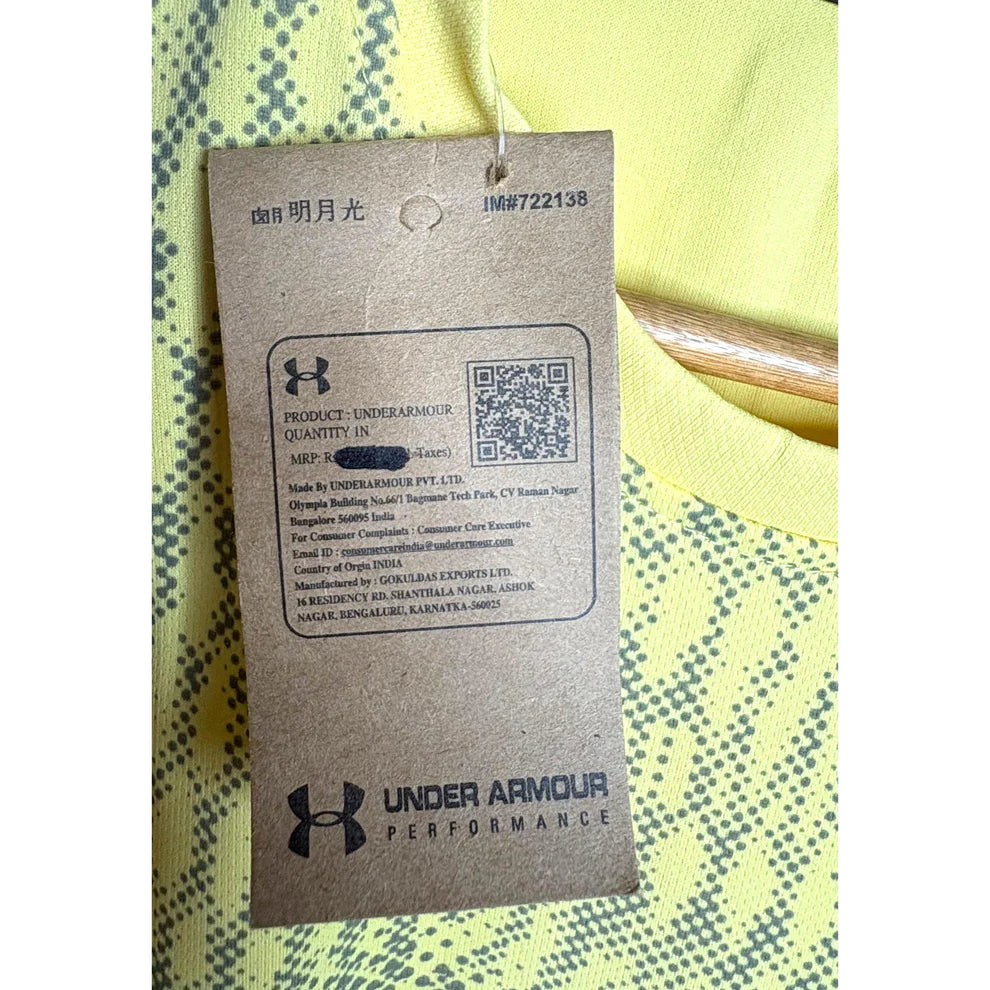 明月光
IM#722138
PRODUCT : UNDERARMOUR
QUANTITY 1N
MRP: R Taxes)
Made By UNDERARMOUR PVT. LTD.
Olympia Building No.66/1 Bagmane Tech Park, CV Raman Nagar
Bangalore 560095 India
For Consumer Complaints : Consumer Core Executive
Email ID : consumercareindia@underarmour.com
Country of Orgin INDIA
Manufactured by : GOKULDAS EXPORTS LTD.
16 RESIDENCY RD. SHANTHALA NAGAR, ASHOK
NAGAR, BENGALURU, KARNATKA-560025
UNDER ARMOUR
PERFORMANCE